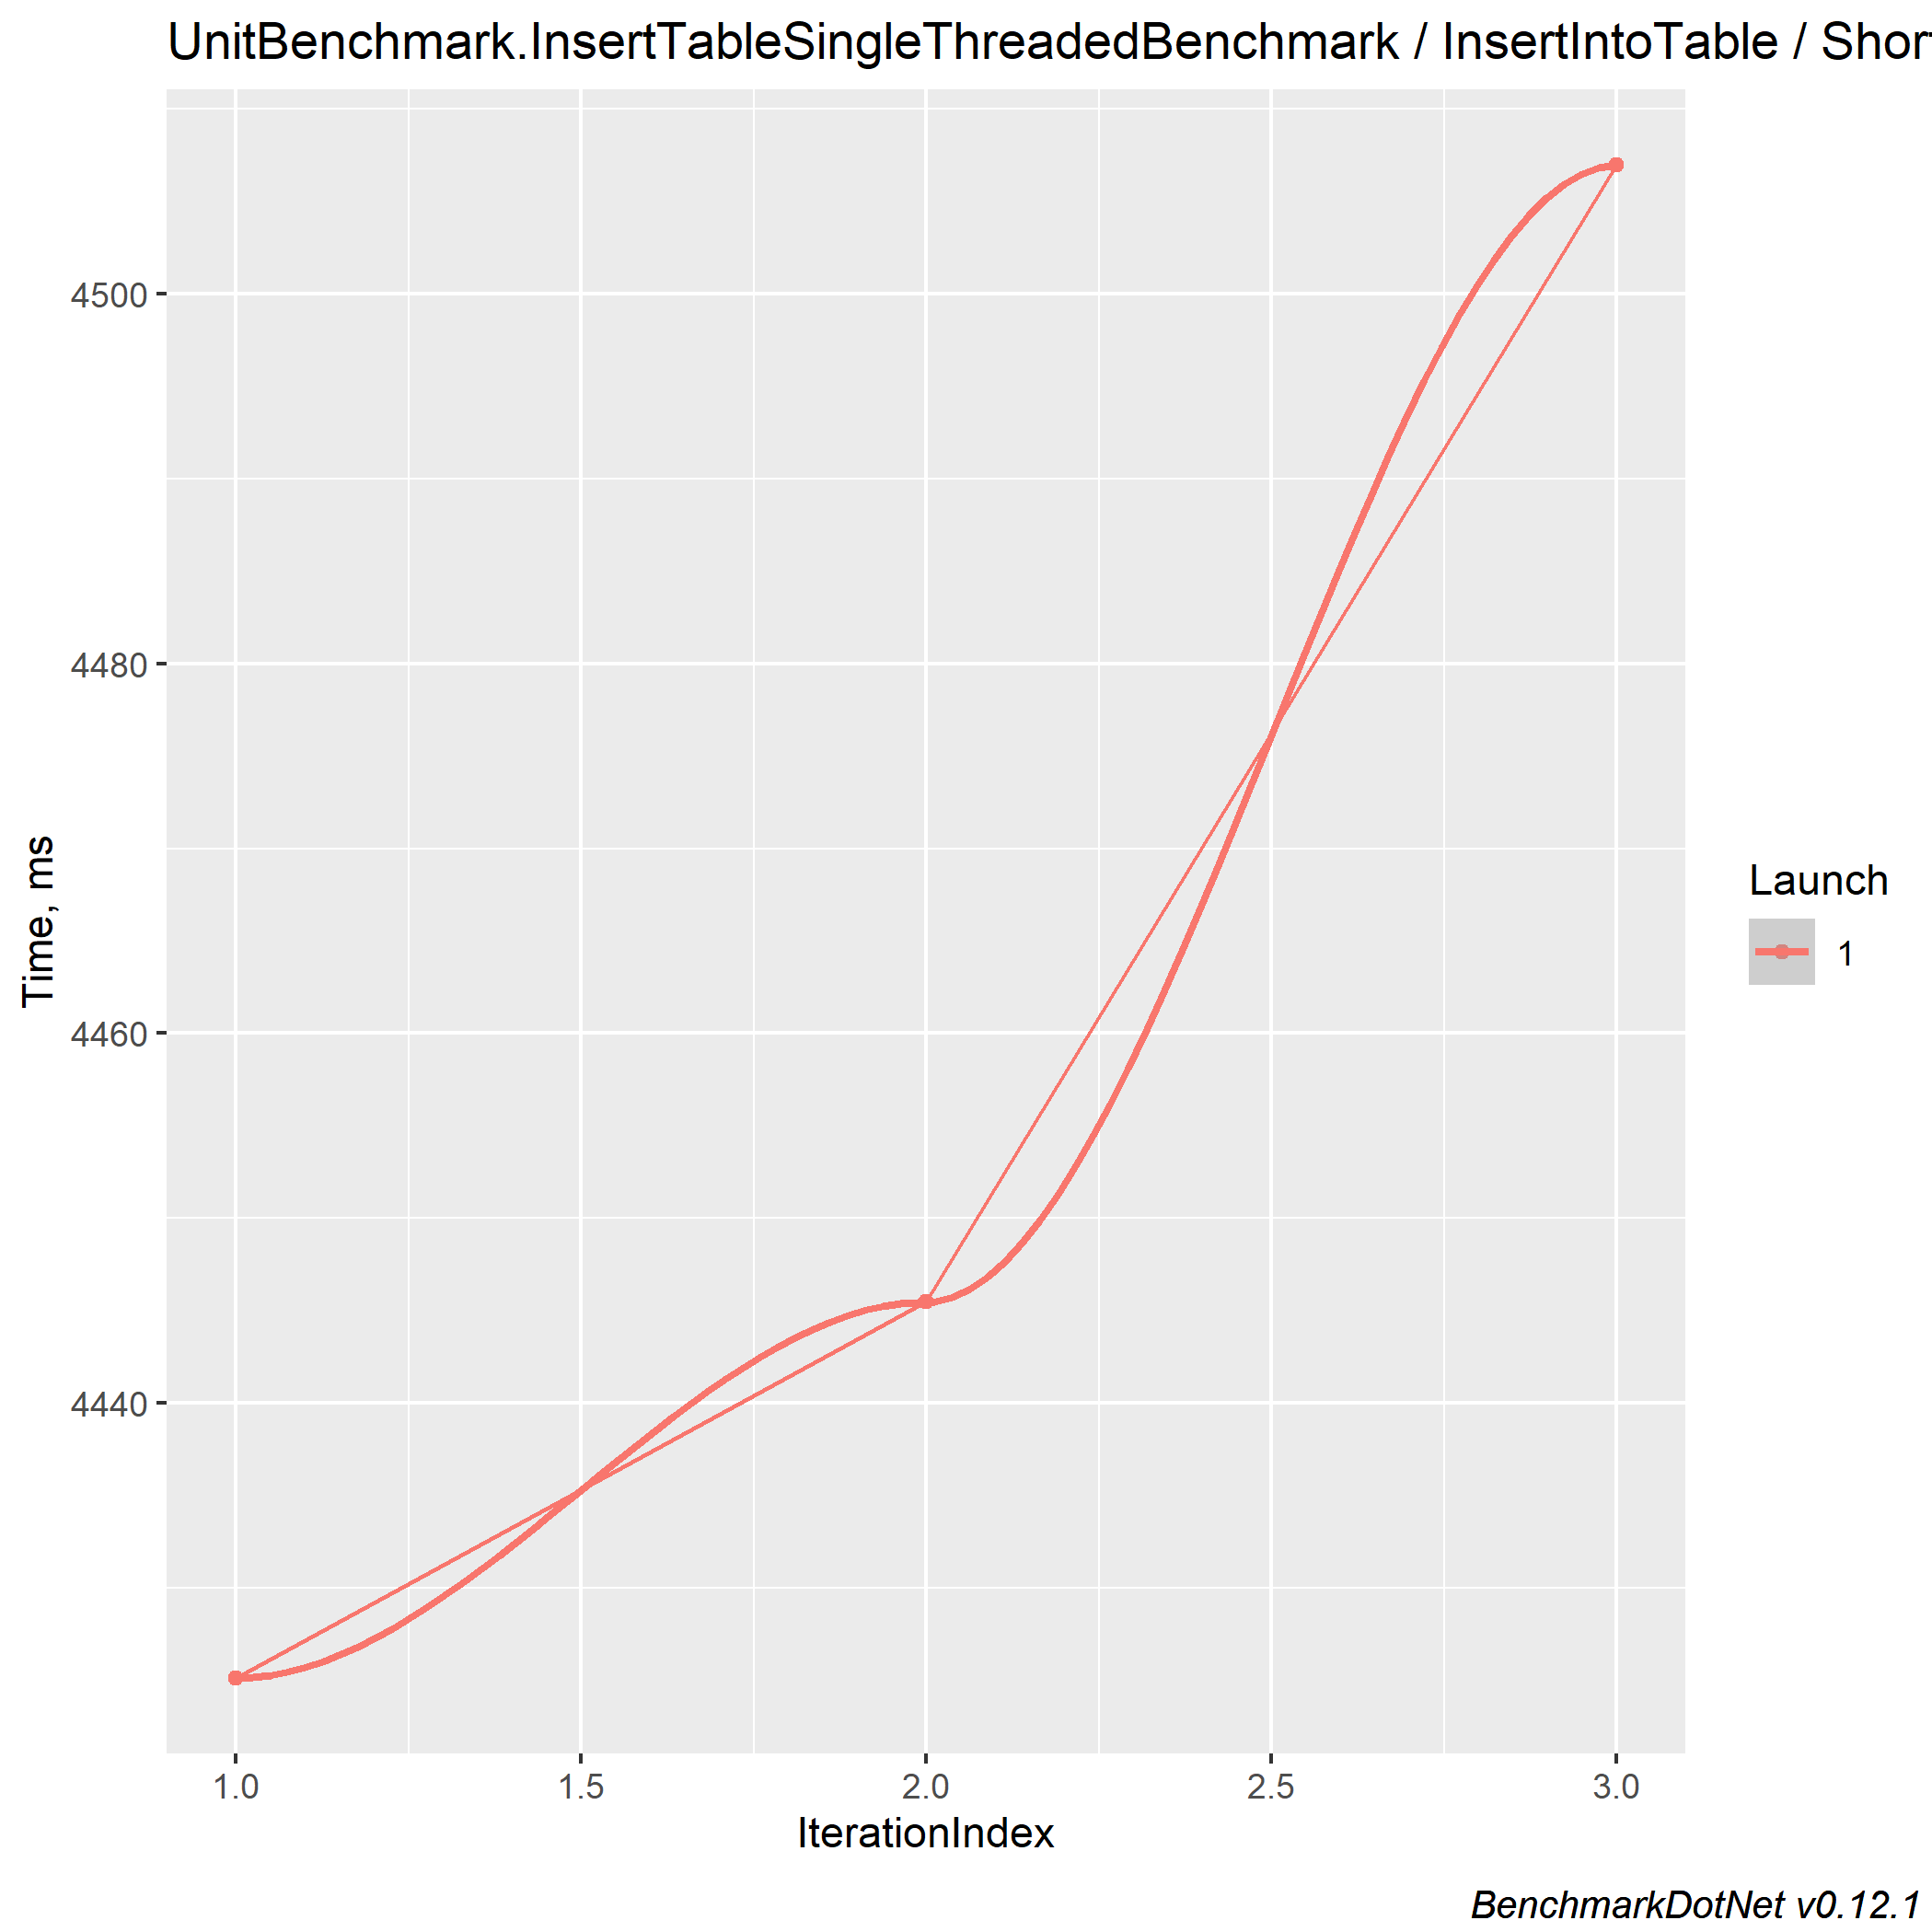 UnitBenchmark.InsertTableSingleThreadedBenchmark / InsertIntoTable / Shor
4500
4480
4460
4440
Time, ms
1.0 1.5 2.0 2.5 3.0
IterationIndex
Launch
1
BenchmarkDotNet v0.12.1